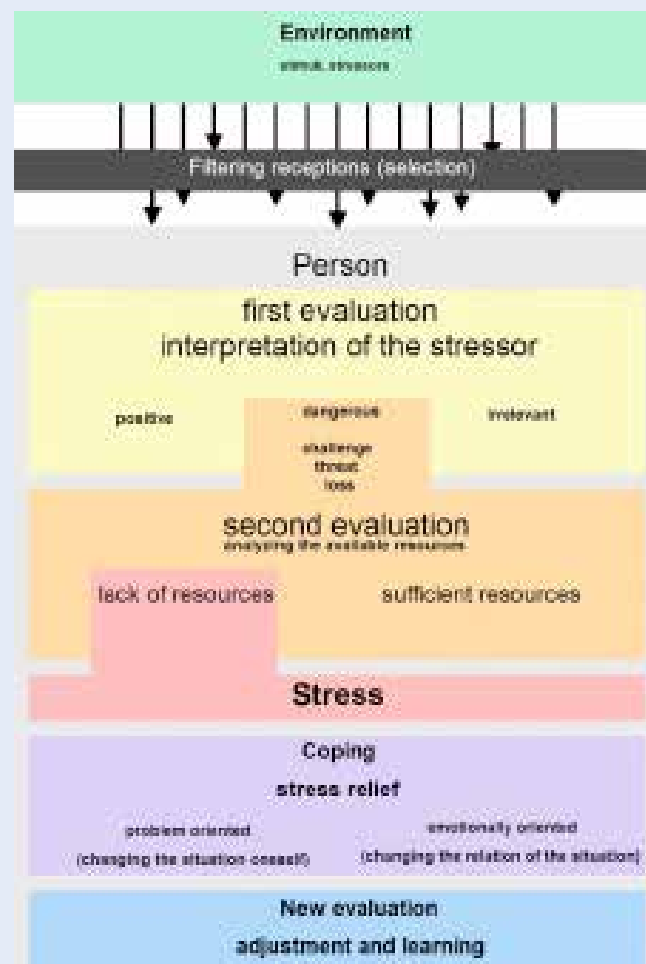 Environment
stimuli, stressors
Filtering receptions (selection)
Person
first evaluation
interpretation of the stressor
positive
dangerous
irrelevant
challenge
threat
loss
second evaluation
analyzing the available resources
lack of resources
sufficient resources
Stress
Coping
stress relief
problem oriented
emotionally oriented
(changing the situation
(changing the relation of the situation)
New evaluation
adjustment and learning